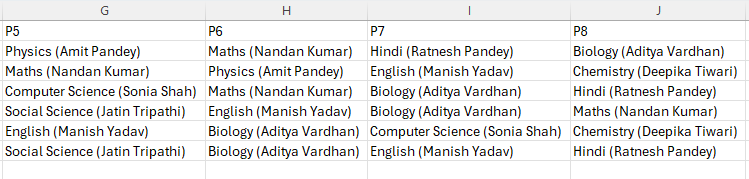 G H I J
P5 P6 P7 P8
Physics (Amit Pandey) Maths (Nandan Kumar) Hindi (Ratnesh Pandey) Biology (Aditya Vardhan)
Maths (Nandan Kumar) Physics (Amit Pandey) English (Manish Yadav) Chemistry (Deepika Tiwari)
Computer Science (Sonia Shah) Maths (Nandan Kumar) Biology (Aditya Vardhan) Hindi (Ratnesh Pandey)
Social Science (Jatin Tripathi) English (Manish Yadav) Biology (Aditya Vardhan) Maths (Nandan Kumar)
English (Manish Yadav) Biology (Aditya Vardhan) Computer Science (Sonia Shah) Chemistry (Deepika Tiwari)
Social Science (Jatin Tripathi) Biology (Aditya Vardhan) English (Manish Yadav) Hindi (Ratnesh Pandey)